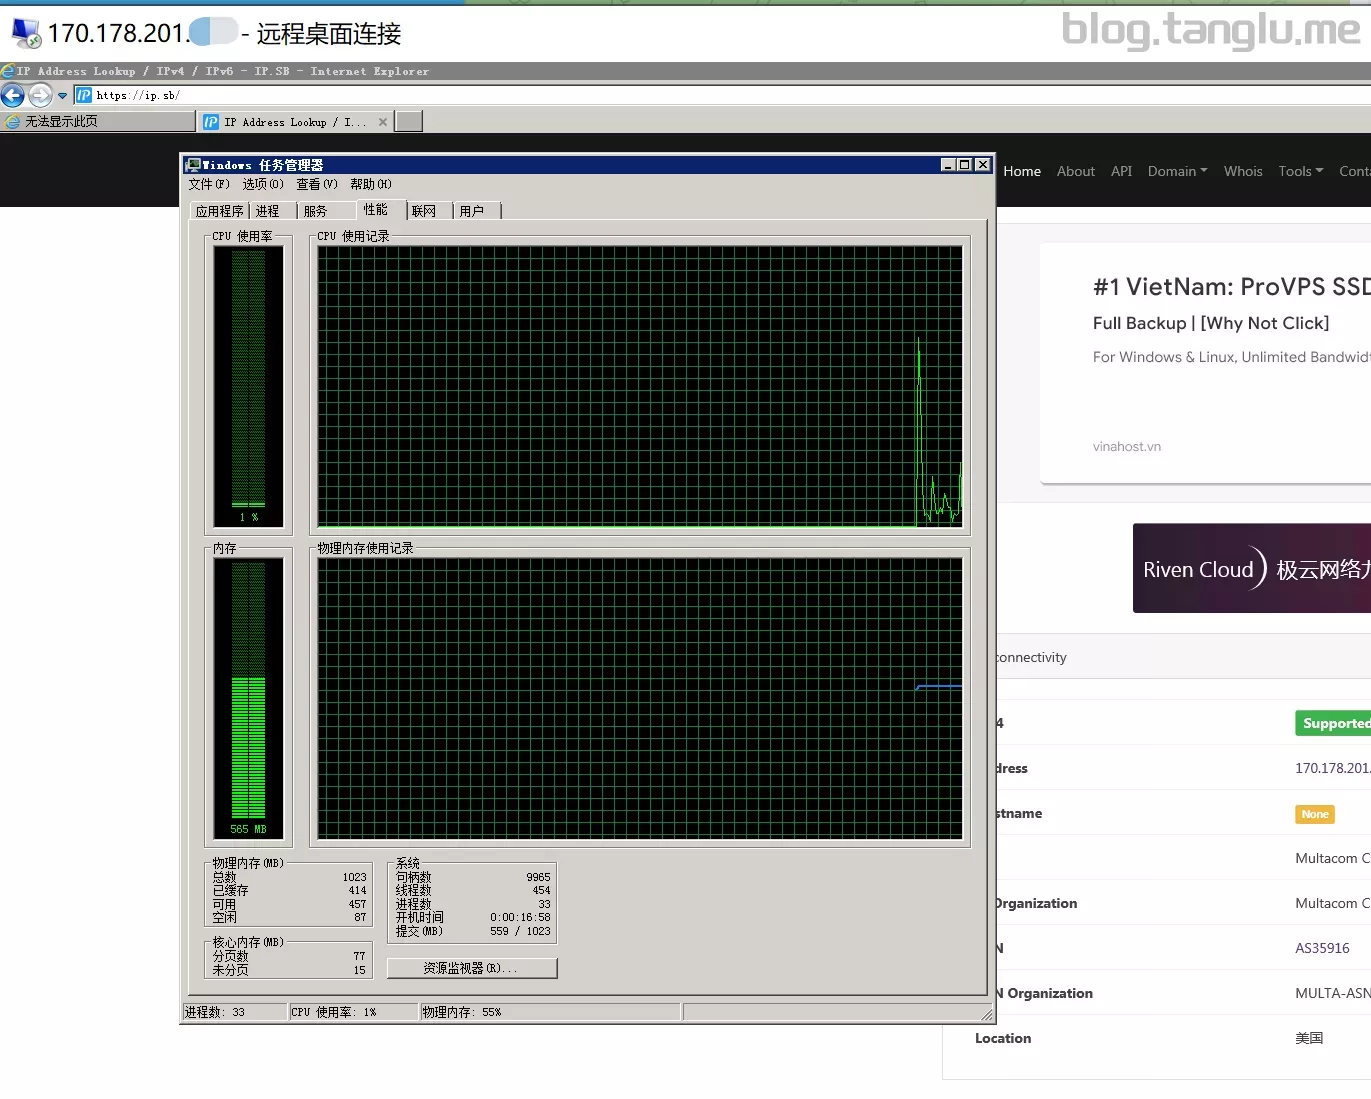 170.178.201. - 远程桌面连接
blog.tanglu.me
IP Address Lookup / IPv4 / IPv6 - IP.SB - Internet Explorer
https://ip.sb/
无法显示此页
IP Address Lookup / I...
Home About API Domain Whois Tools Conta
Windows 任务管理器
文件(F) 选项(O) 查看(V) 帮助(H)
应用程序 进程 服务 性能 联网 用户
CPU 使用率
CPU 使用记录
1 %
内存
物理内存使用记录
565 MB
物理内存(MB)
总数 1023
已缓存 414
可用 457
空闲 87
核心内存(MB)
分页数 77
未分页 15
系统
句柄数 9965
线程数 454
进程数 33
开机时间 0:00:16:58
提交(MB) 559 / 1023
资源监视器(R)...
进程数: 33 CPU 使用率: 1% 物理内存: 55%
#1 VietNam: ProVPS SSD
Full Backup | [Why Not Click]
For Windows & Linux, Unlimited Bandwidt
vinahost.vn
Riven Cloud) 极云网络
connectivity
4 Supported
dress 170.178.201.
stname None
Multacom C
Organization Multacom C
N AS35916
N Organization MULTA-ASN
Location 美国